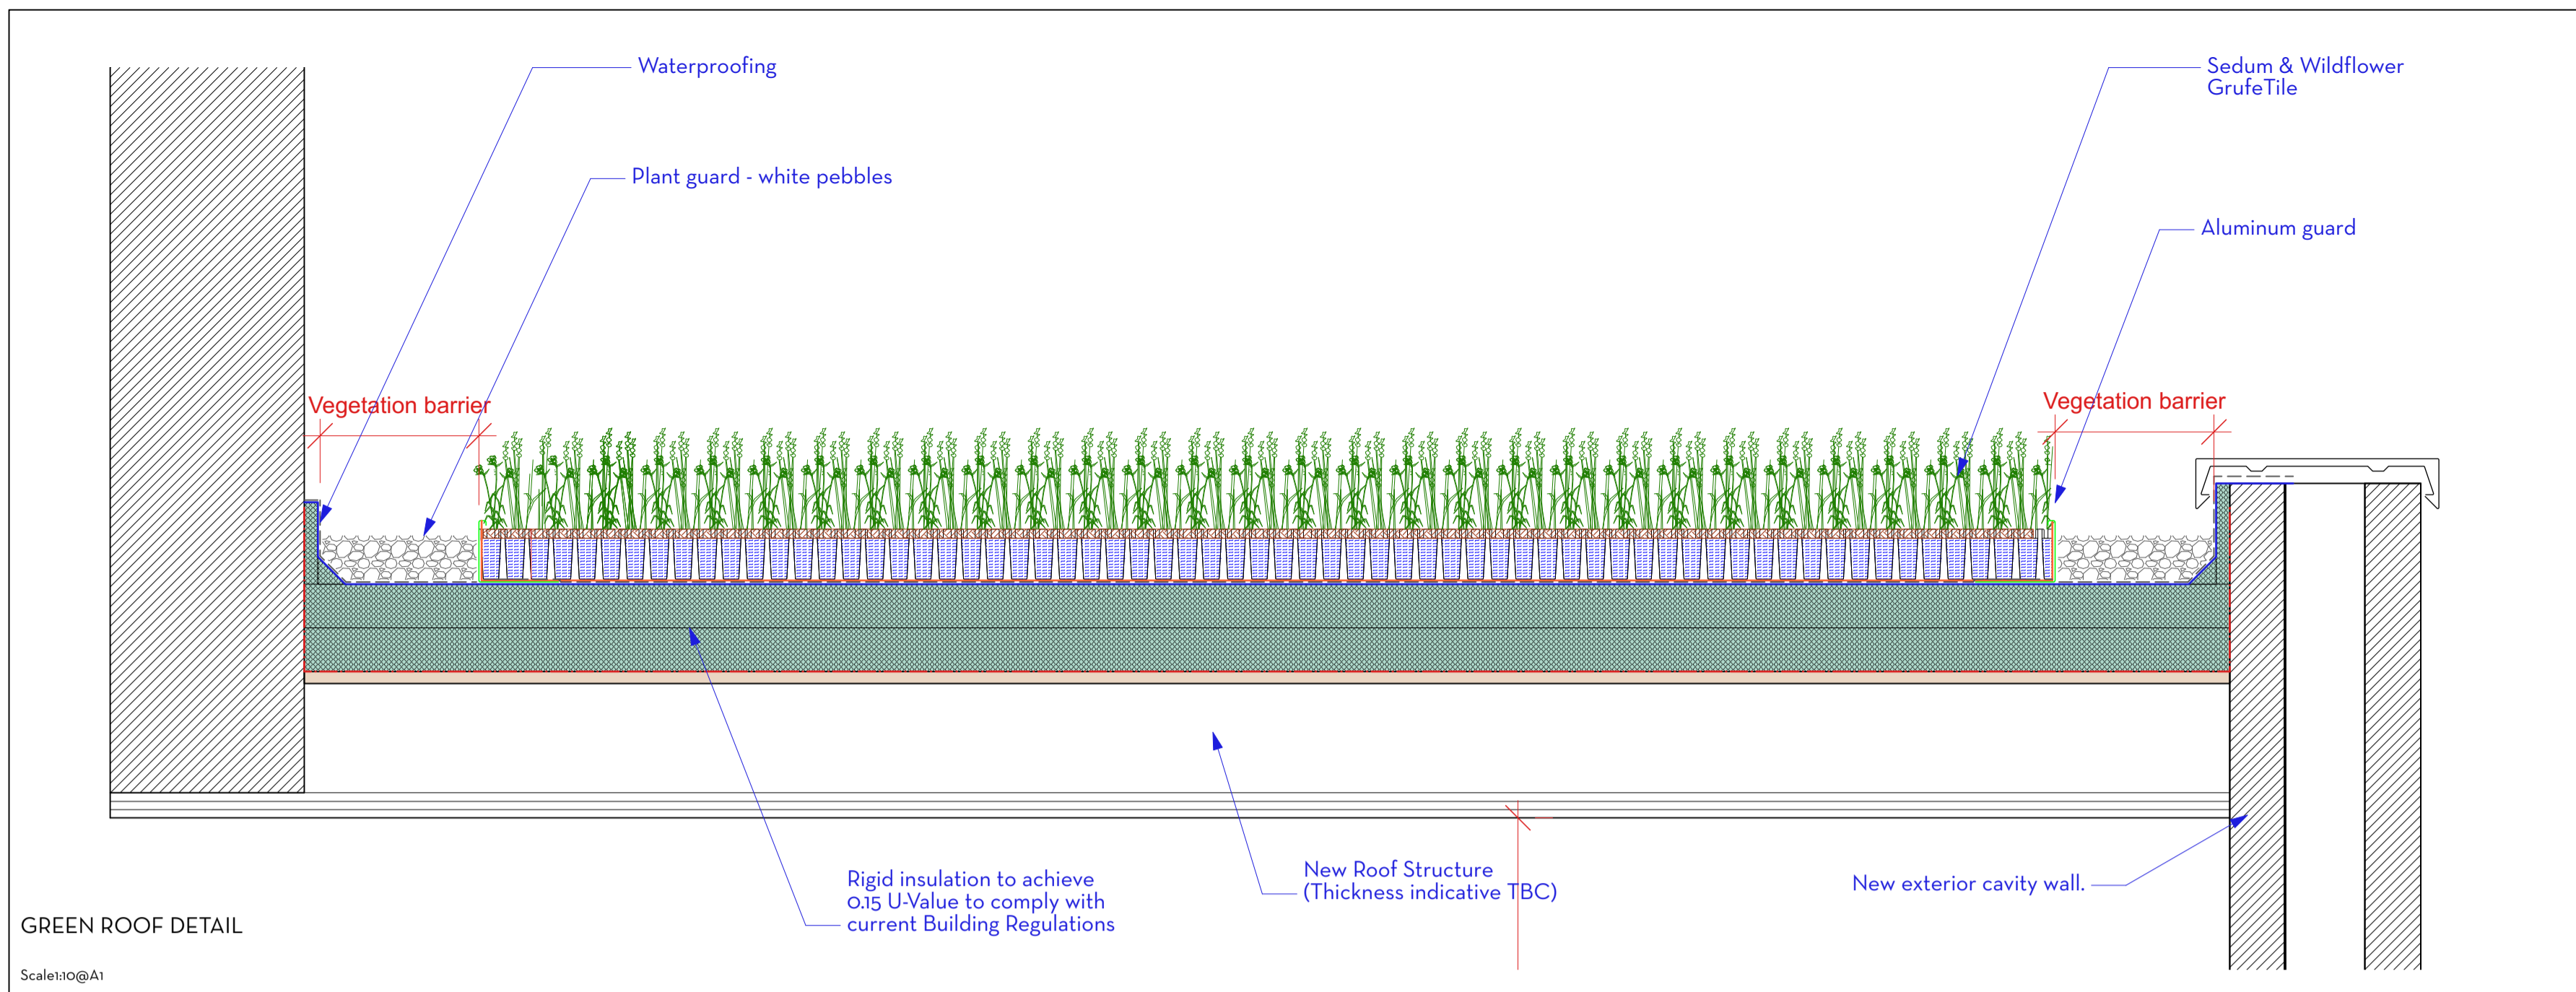 Waterproofing
Sedum & Wildflower
GrufeTile
Plant guard - white pebbles
Aluminum guard
Vegetation barrier
Vegetation barrier
Rigid insulation to achieve
0.15 U-Value to comply with
current Building Regulations
New Roof Structure
(Thickness indicative TBC)
New exterior cavity wall.
GREEN ROOF DETAIL
Scale1:10@A1